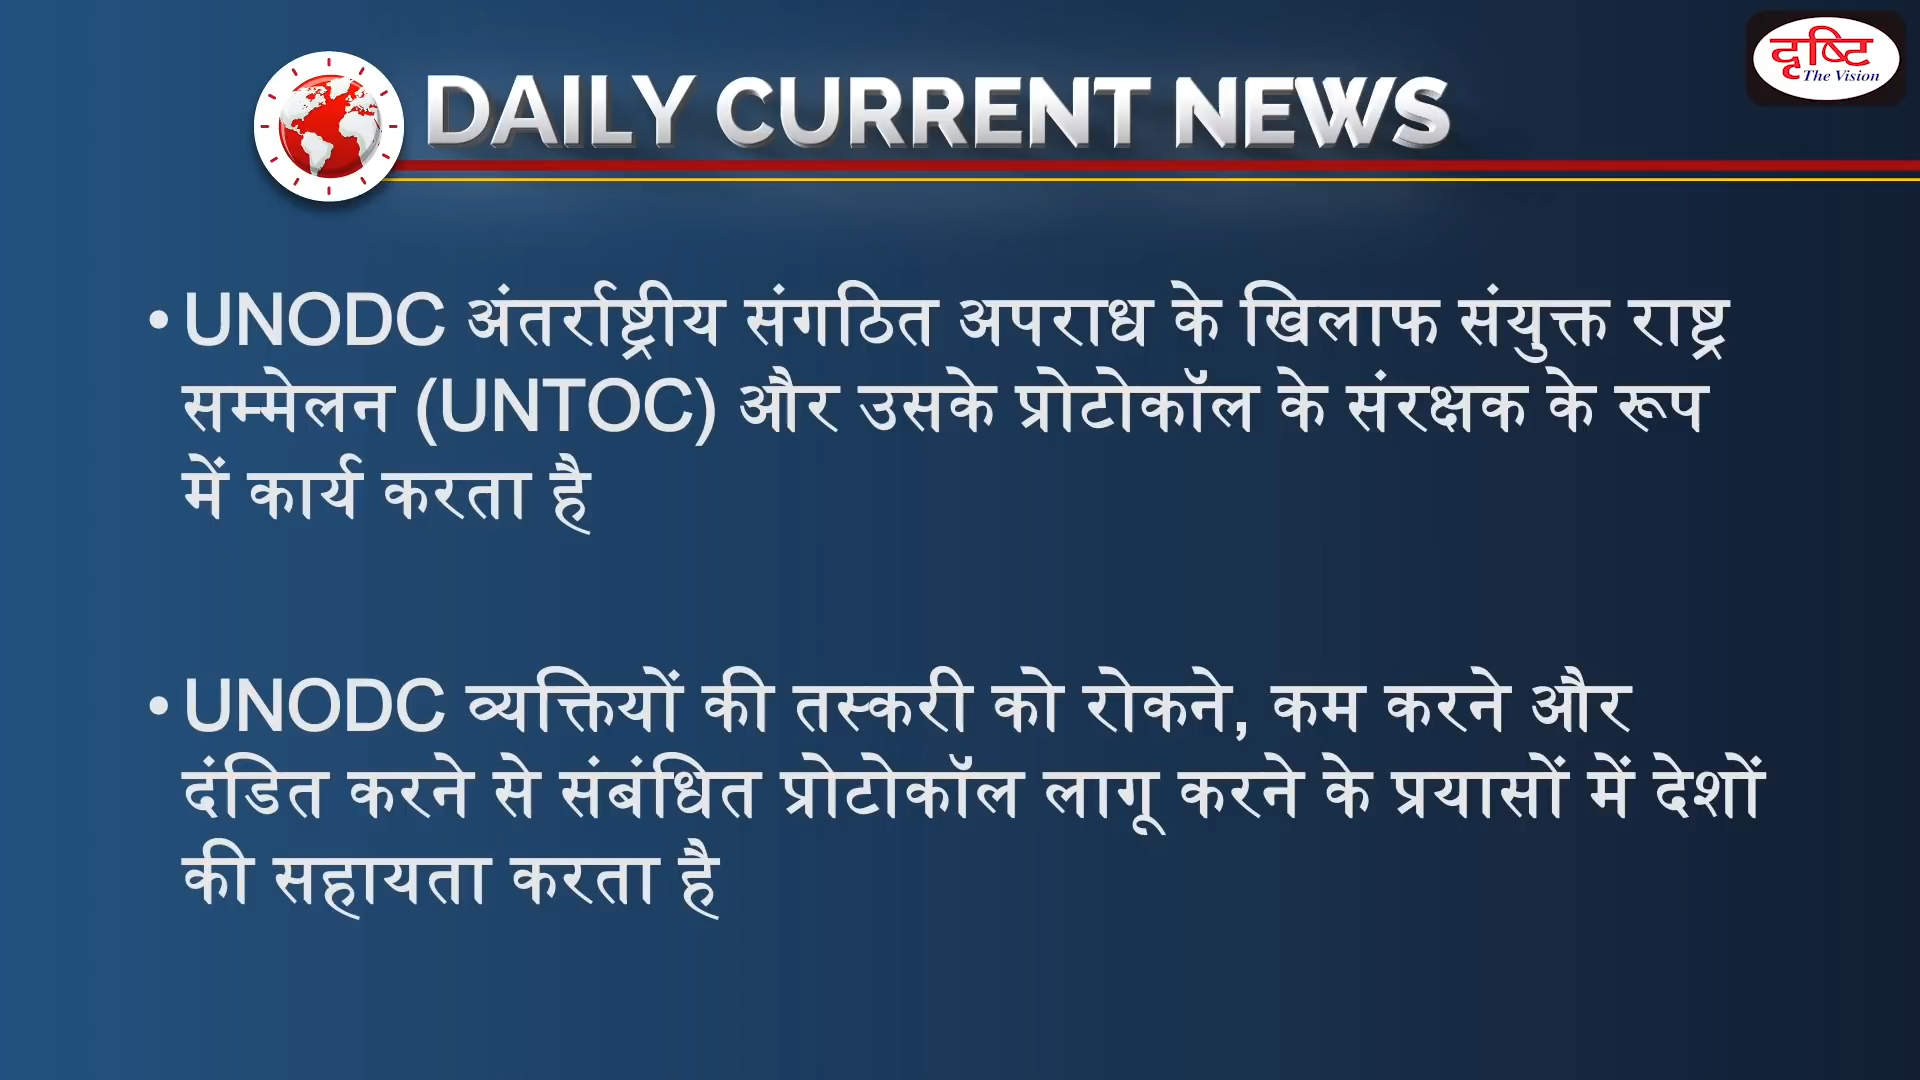 दृष्टि
The Vision
DAILY CURRENT NEWS
• UNODC अंतर्राष्ट्रीय संगठित अपराध के खिलाफ संयुक्त राष्ट्र
सम्मेलन (UNTOC) और उसके प्रोटोकॉल के संरक्षक के रूप
में कार्य करता है
• UNODC व्यक्तियों की तस्करी को रोकने, कम करने और
दंडित करने से संबंधित प्रोटोकॉल लागू करने के प्रयासों में देशों
की सहायता करता है